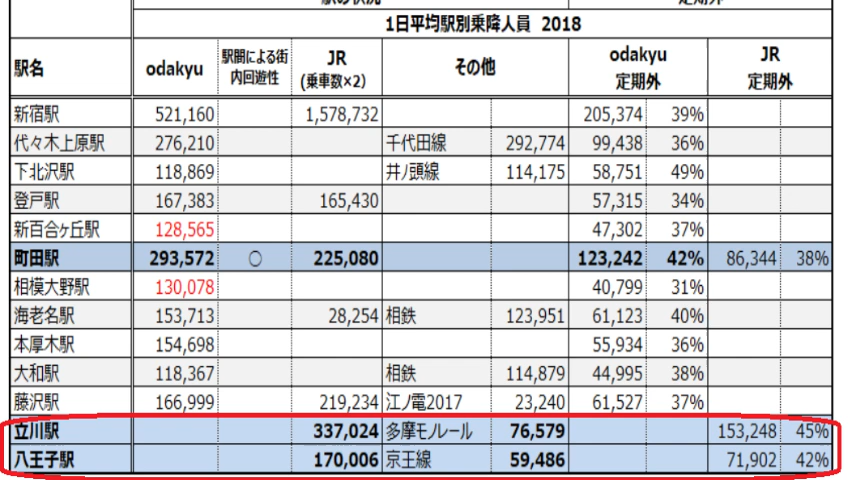 1日平均駅別乗降人員 2018
駅名 odakyu 駅間による街内回遊性 JR (乗車数×2) その他 odakyu 定期外 JR 定期外
新宿駅 521,160 1,578,732 205,374 39%
代々木上原駅 276,210 千代田線 292,774 99,438 36%
下北沢駅 118,869 井ノ頭線 114,175 58,751 49%
登戸駅 167,383 165,430 57,315 34%
新百合ヶ丘駅 128,565 47,302 37%
町田駅 293,572 ○ 225,080 123,242 42% 86,344 38%
相模大野駅 130,078 40,799 31%
海老名駅 153,713 28,254 相鉄 123,951 61,123 40%
本厚木駅 154,698 55,934 36%
大和駅 118,367 相鉄 114,879 44,995 38%
藤沢駅 166,999 219,234 江ノ電2017 23,240 61,527 37%
立川駅 337,024 多摩モノレール 76,579 153,248 45%
八王子駅 170,006 京王線 59,486 71,902 42%